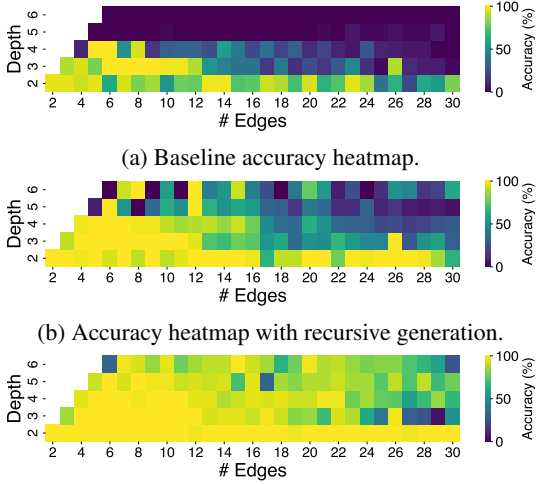 Depth
6
5
4
3
2
2 4 6 8 10 12 14 16 18 20 22 24 26 28 30
# Edges
100
50
0
Accuracy (%)
(a) Baseline accuracy heatmap.
Depth
6
5
4
3
2
2 4 6 8 10 12 14 16 18 20 22 24 26 28 30
# Edges
100
50
0
Accuracy (%)
(b) Accuracy heatmap with recursive generation.
Depth
6
5
4
3
2
2 4 6 8 10 12 14 16 18 20 22 24 26 28 30
# Edges
100
50
0
Accuracy (%)